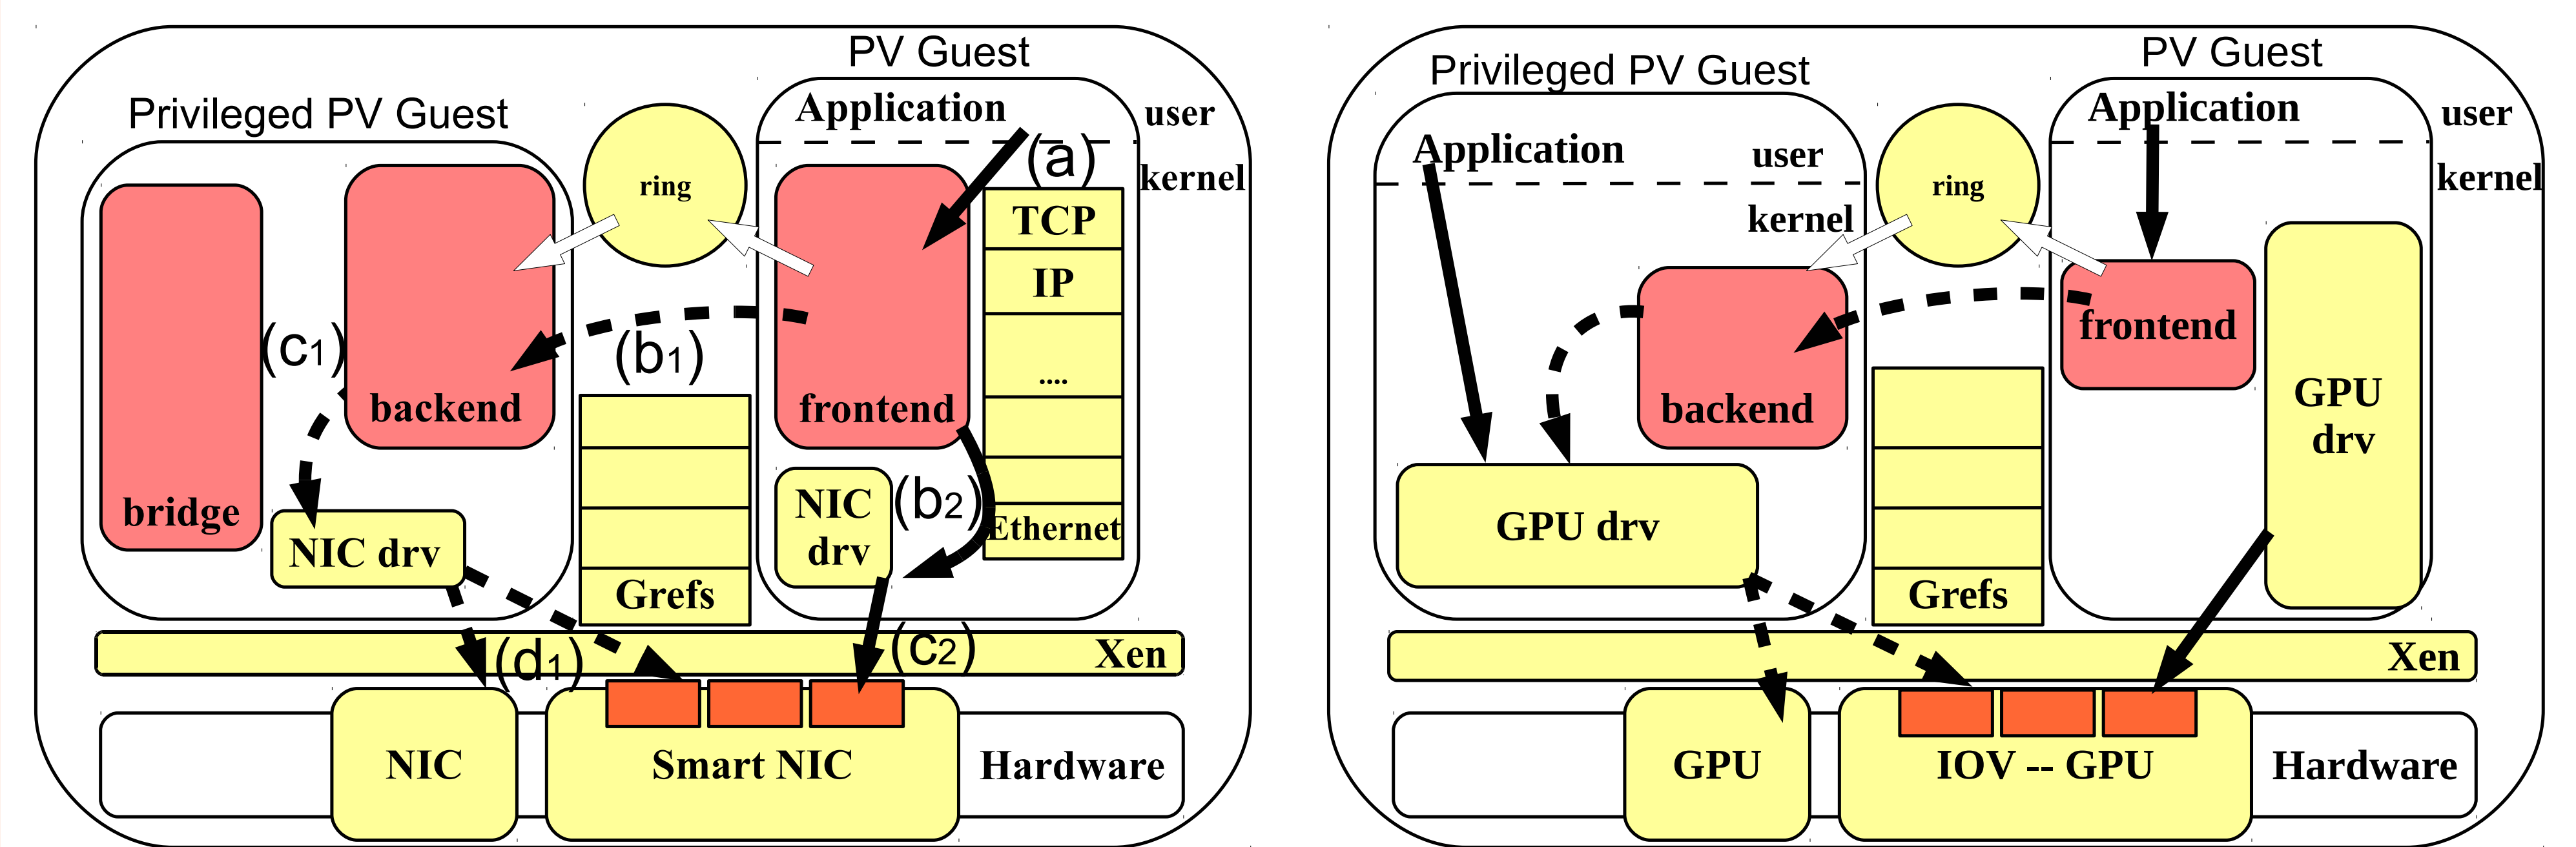 PV Guest
Privileged PV Guest
Application
user
(a)
kernel
ring
TCP
IP
....
(c1)
(b1)
backend
frontend
bridge
NIC
drv
(b2)
Ethernet
NIC drv
Grefs
(d1)
(c2)
Xen
NIC
Smart NIC
Hardware
PV Guest
Privileged PV Guest
Application
user
Application
user
kernel
kernel
ring
frontend
backend
GPU
drv
GPU drv
Grefs
Xen
GPU
IOV -- GPU
Hardware